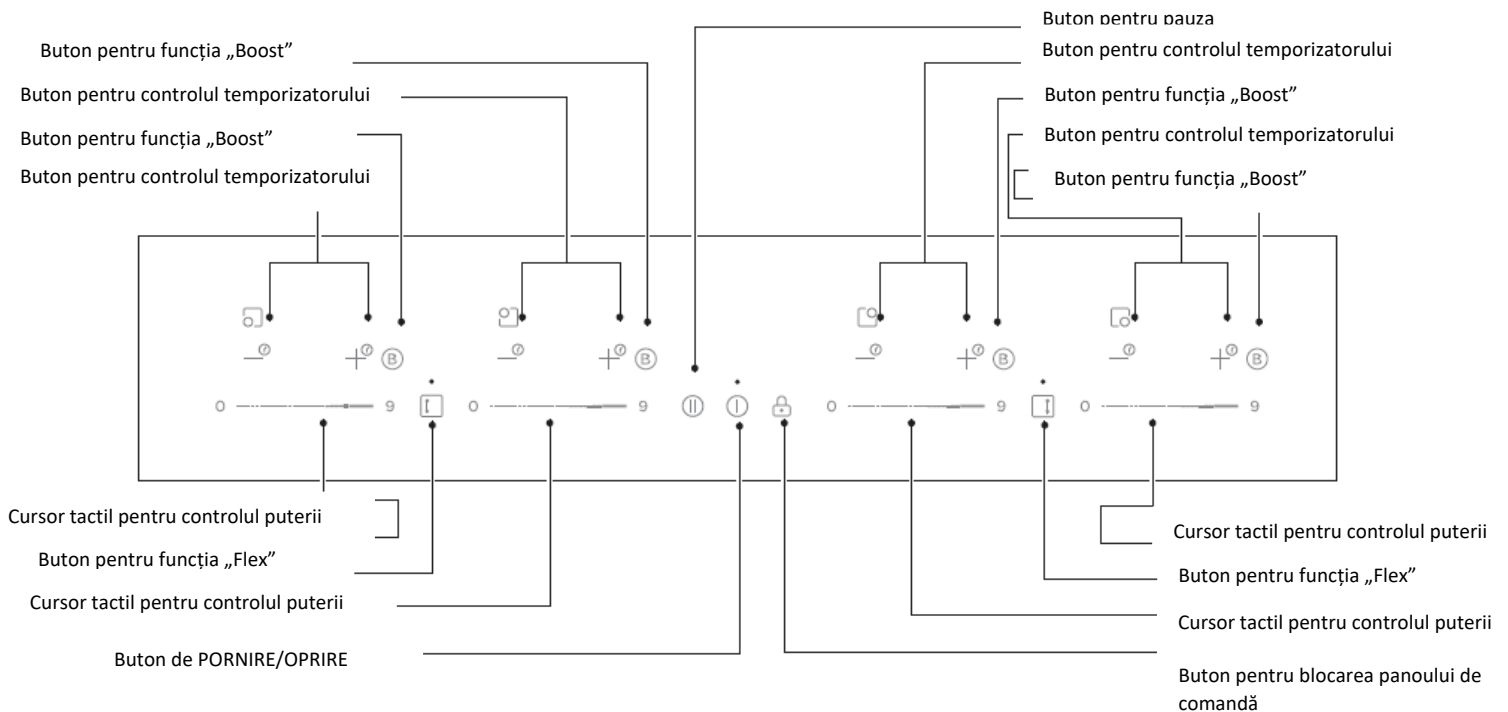 Buton pentru pauza
Buton pentru funcția „Boost”
Buton pentru controlul temporizatorului
Buton pentru controlul temporizatorului
Buton pentru funcția „Boost”
Buton pentru funcția „Boost”
Buton pentru controlul temporizatorului
Buton pentru controlul temporizatorului
Buton pentru funcția „Boost”
B B B B
0 9 0 9 0 9 0 9
Cursor tactil pentru controlul puterii
Cursor tactil pentru controlul puterii
Buton pentru funcția „Flex”
Buton pentru funcția „Flex”
Cursor tactil pentru controlul puterii
Cursor tactil pentru controlul puterii
Buton de PORNIRE/OPRIRE
Buton pentru blocarea panoului de
comandă